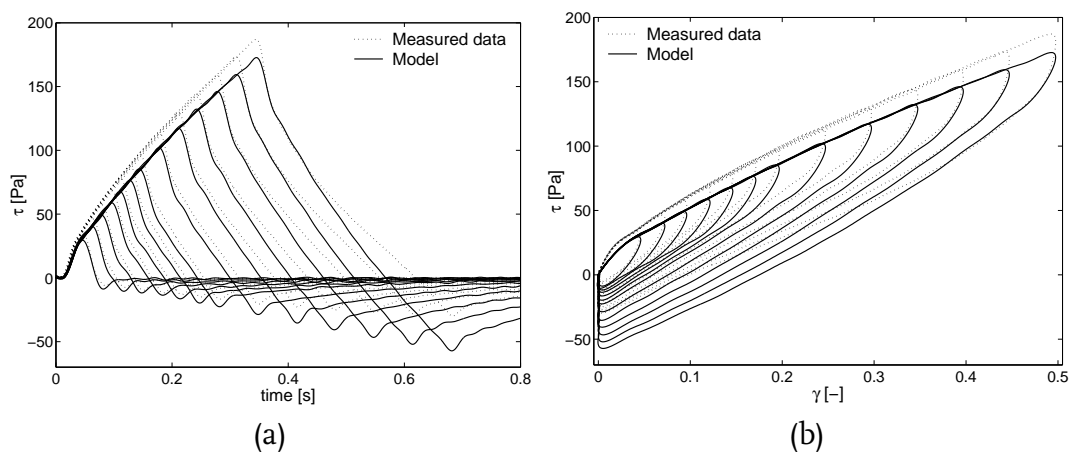 200
150
100
50
0
−50
τ [Pa]
0 0.2 0.4 0.6 0.8
time [s]
Measured data
Model
(a)
200
150
100
50
0
−50
τ [Pa]
0 0.1 0.2 0.3 0.4 0.5
γ [−]
Measured data
Model
(b)